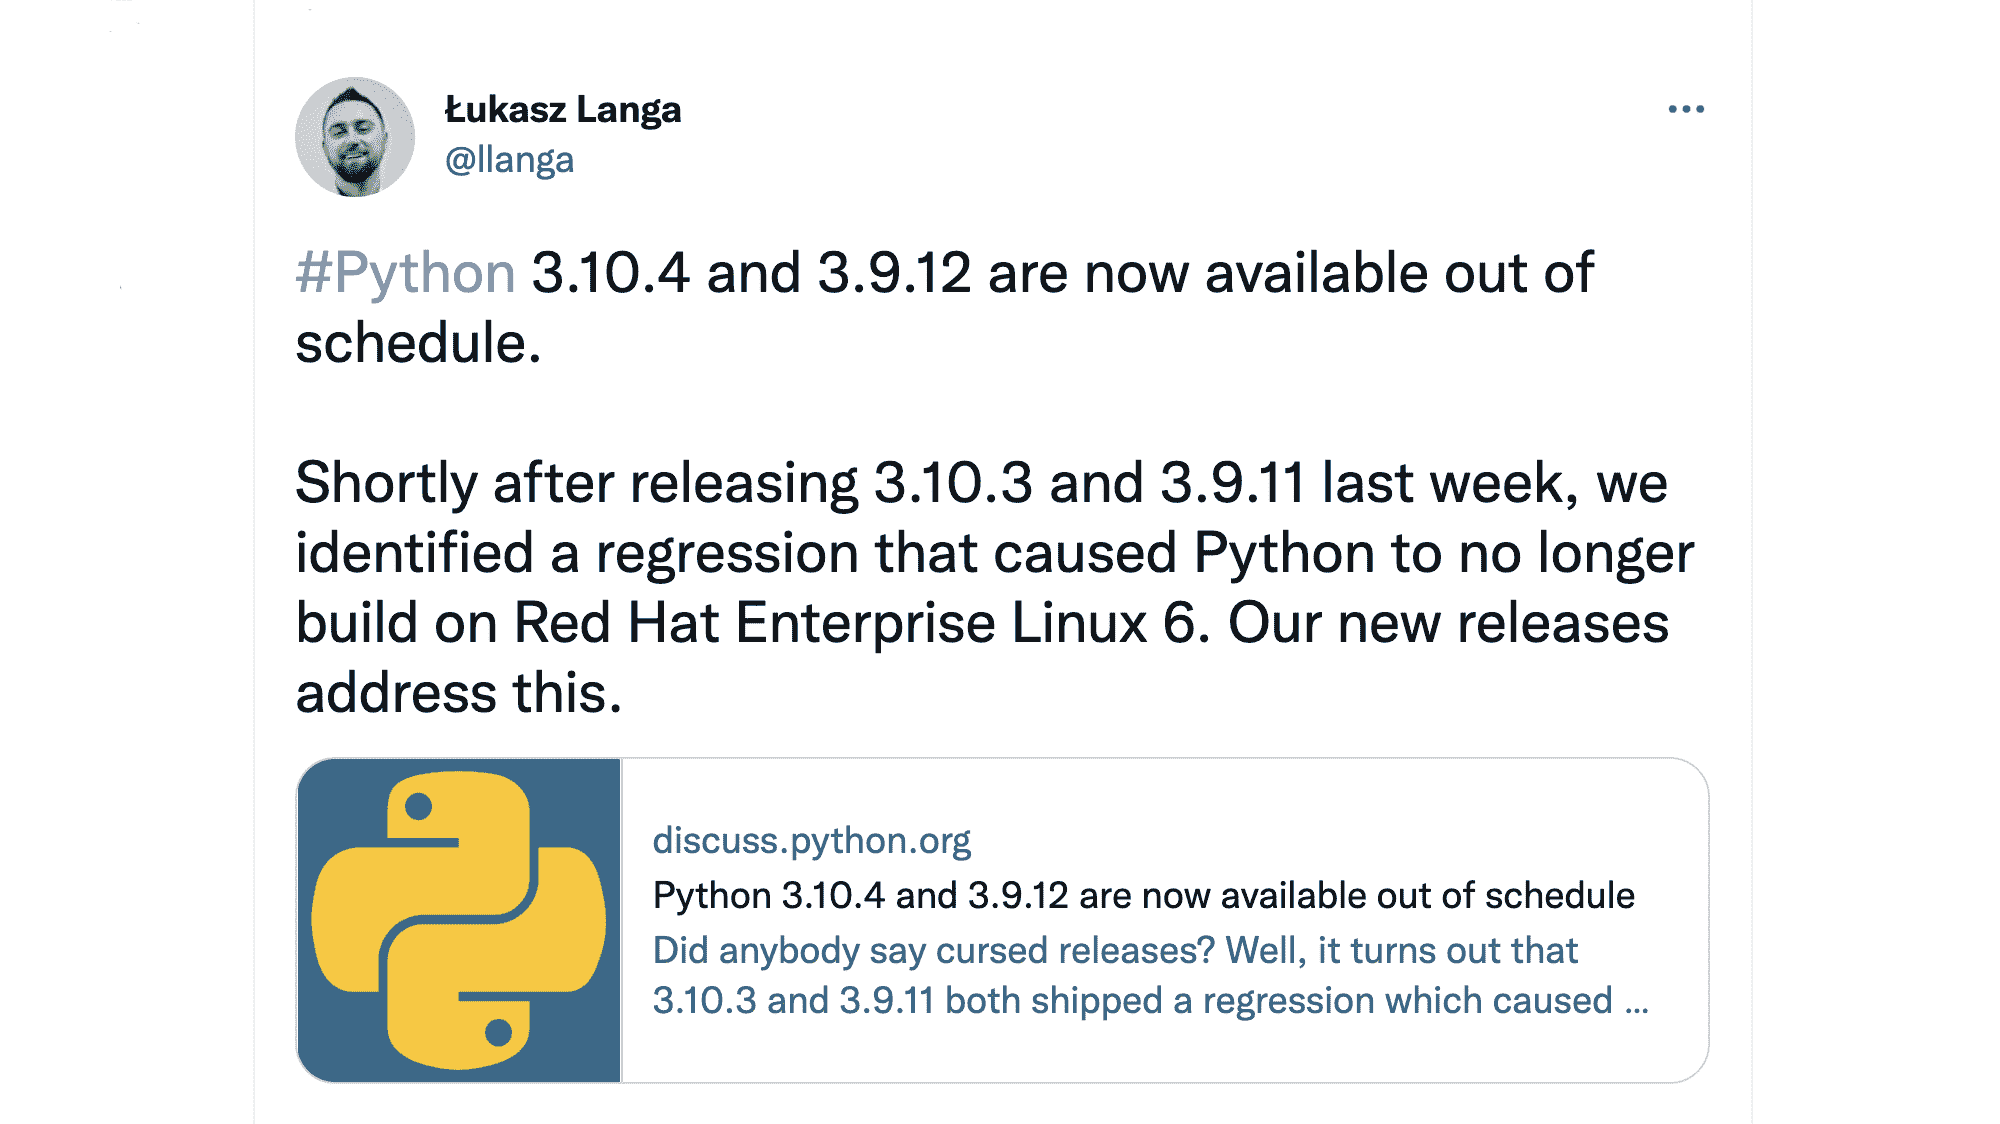 Łukasz Langa
@llanga
#Python 3.10.4 and 3.9.12 are now available out of
schedule.
Shortly after releasing 3.10.3 and 3.9.11 last week, we
identified a regression that caused Python to no longer
build on Red Hat Enterprise Linux 6. Our new releases
address this.
discuss.python.org
Python 3.10.4 and 3.9.12 are now available out of schedule
Did anybody say cursed releases? Well, it turns out that
3.10.3 and 3.9.11 both shipped a regression which caused ...